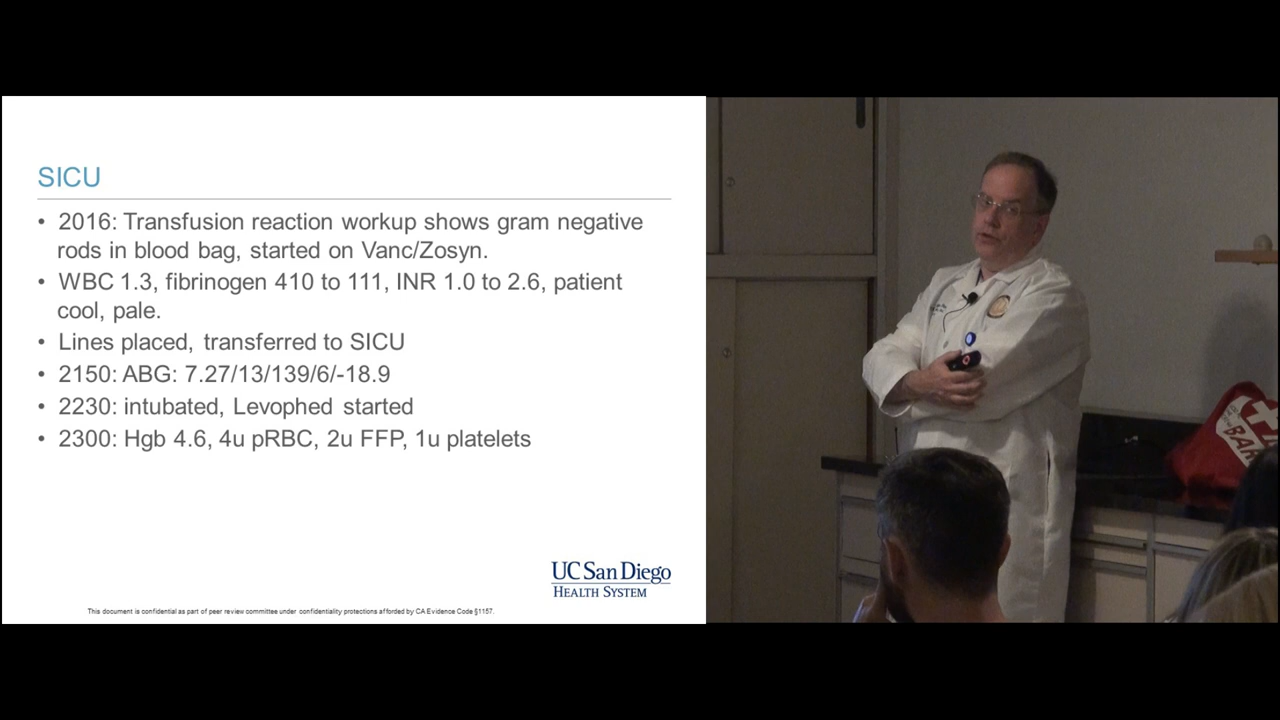 SICU
• 2016: Transfusion reaction workup shows gram negative
rods in blood bag, started on Vanc/Zosyn.
• WBC 1.3, fibrinogen 410 to 111, INR 1.0 to 2.6, patient
cool, pale.
• Lines placed, transferred to SICU
• 2150: ABG: 7.27/13/139/6/-18.9
• 2230: intubated, Levophed started
• 2300: Hgb 4.6, 4u pRBC, 2u FFP, 1u platelets
UC San Diego
HEALTH SYSTEM
This document is confidential as part of peer review committee under confidentiality protections afforded by CA Evidence Code §1157.
BAR